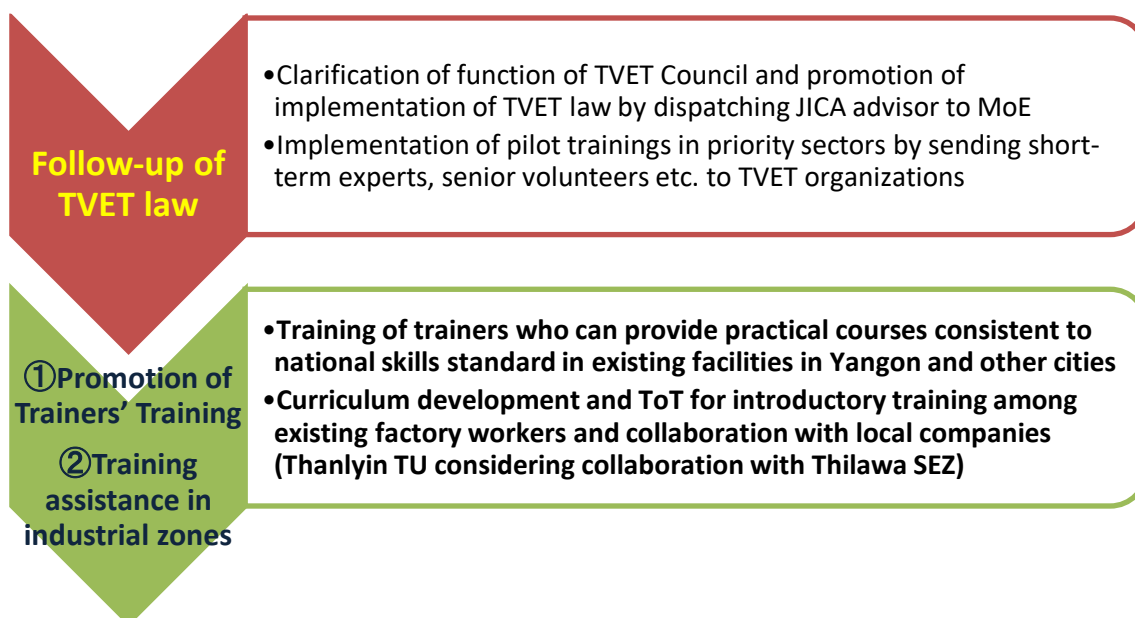 Follow-up of
TVET law
•Clarification of function of TVET Council and promotion of
implementation of TVET law by dispatching JICA advisor to MoE
•Implementation of pilot trainings in priority sectors by sending short-
term experts, senior volunteers etc. to TVET organizations
①Promotion of
Trainers’ Training
②Training
assistance in
industrial zones
•Training of trainers who can provide practical courses consistent to
national skills standard in existing facilities in Yangon and other cities
•Curriculum development and ToT for introductory training among
existing factory workers and collaboration with local companies
(Thanlyin TU considering collaboration with Thilawa SEZ)